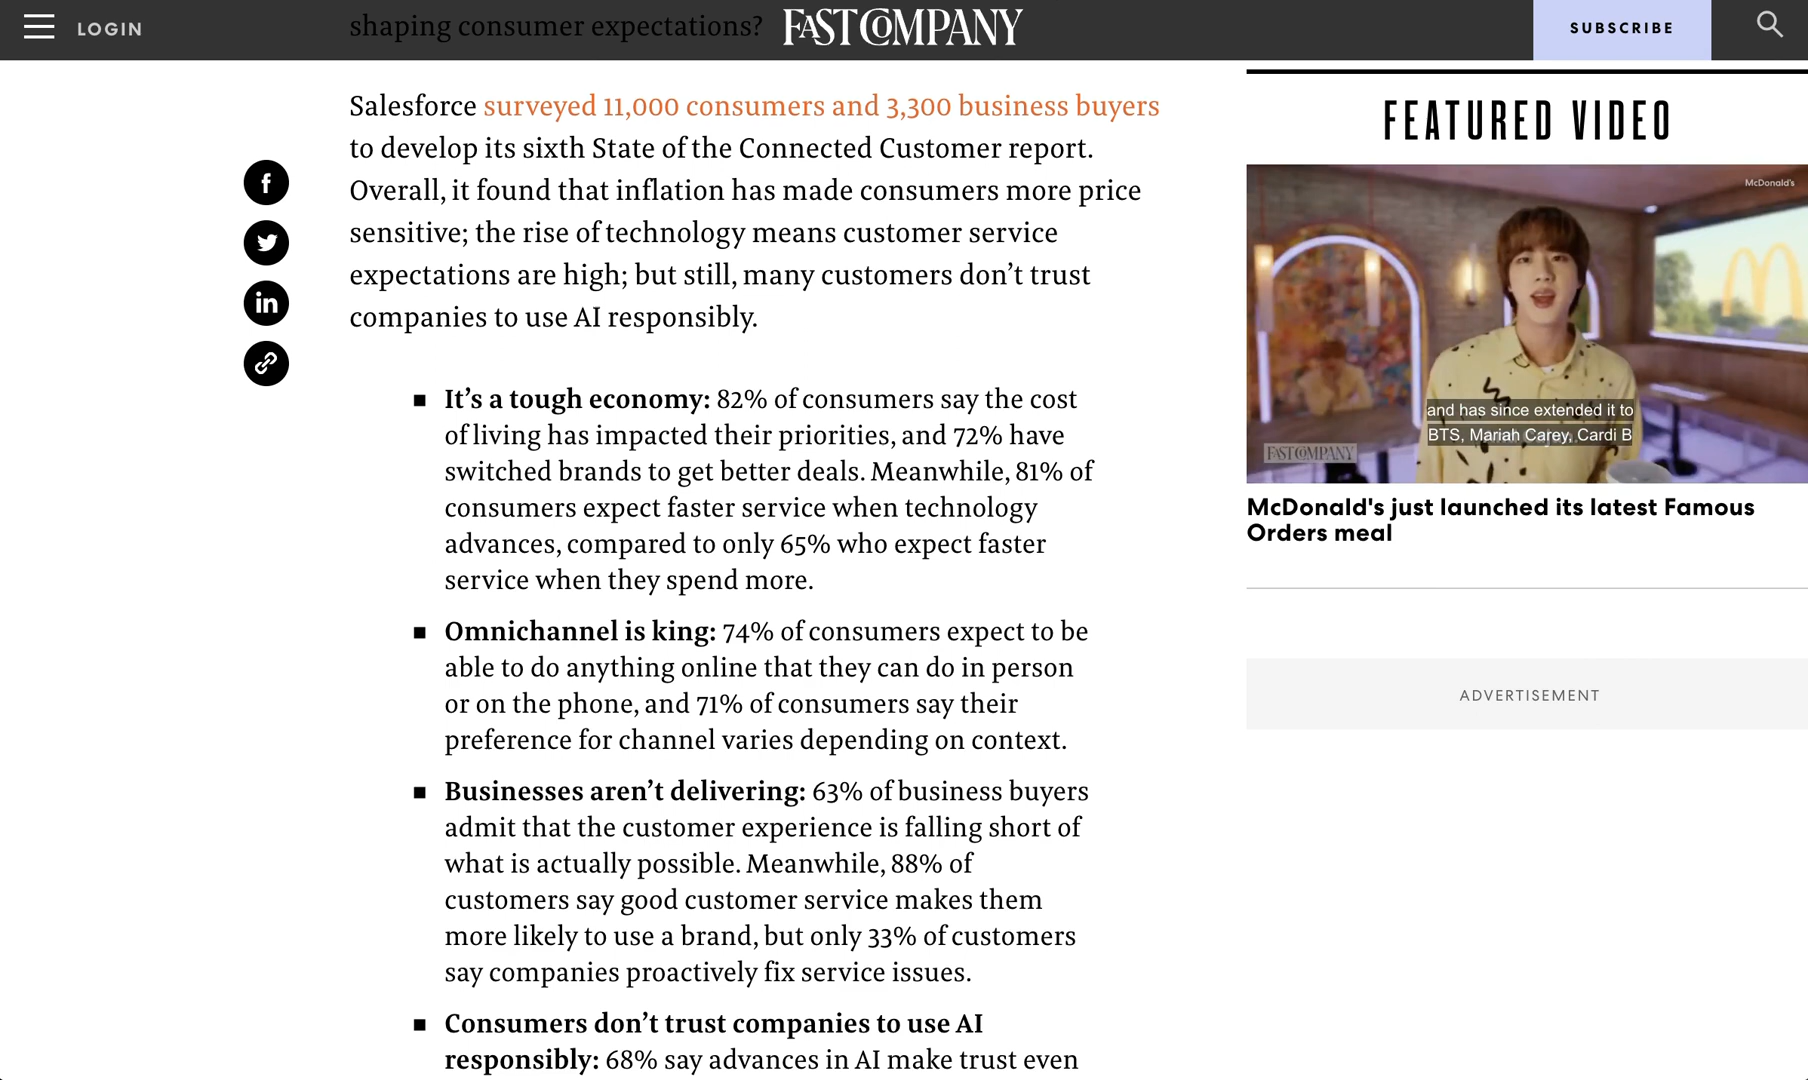 LOGIN
shaping consumer expectations?
FAST COMPANY
SUBSCRIBE
Salesforce surveyed 11,000 consumers and 3,300 business buyers
to develop its sixth State of the Connected Customer report.
Overall, it found that inflation has made consumers more price
sensitive; the rise of technology means customer service
expectations are high; but still, many customers don’t trust
companies to use AI responsibly.
■ It’s a tough economy: 82% of consumers say the cost
of living has impacted their priorities, and 72% have
switched brands to get better deals. Meanwhile, 81% of
consumers expect faster service when technology
advances, compared to only 65% who expect faster
service when they spend more.
■ Omnichannel is king: 74% of consumers expect to be
able to do anything online that they can do in person
or on the phone, and 71% of consumers say their
preference for channel varies depending on context.
■ Businesses aren’t delivering: 63% of business buyers
admit that the customer experience is falling short of
what is actually possible. Meanwhile, 88% of
customers say good customer service makes them
more likely to use a brand, but only 33% of customers
say companies proactively fix service issues.
■ Consumers don’t trust companies to use AI
responsibly: 68% say advances in AI make trust even
FEATURED VIDEO
McDonald's
and has since extended it to
BTS, Mariah Carey, Cardi B
FAST COMPANY
McDonald's just launched its latest Famous
Orders meal
ADVERTISEMENT